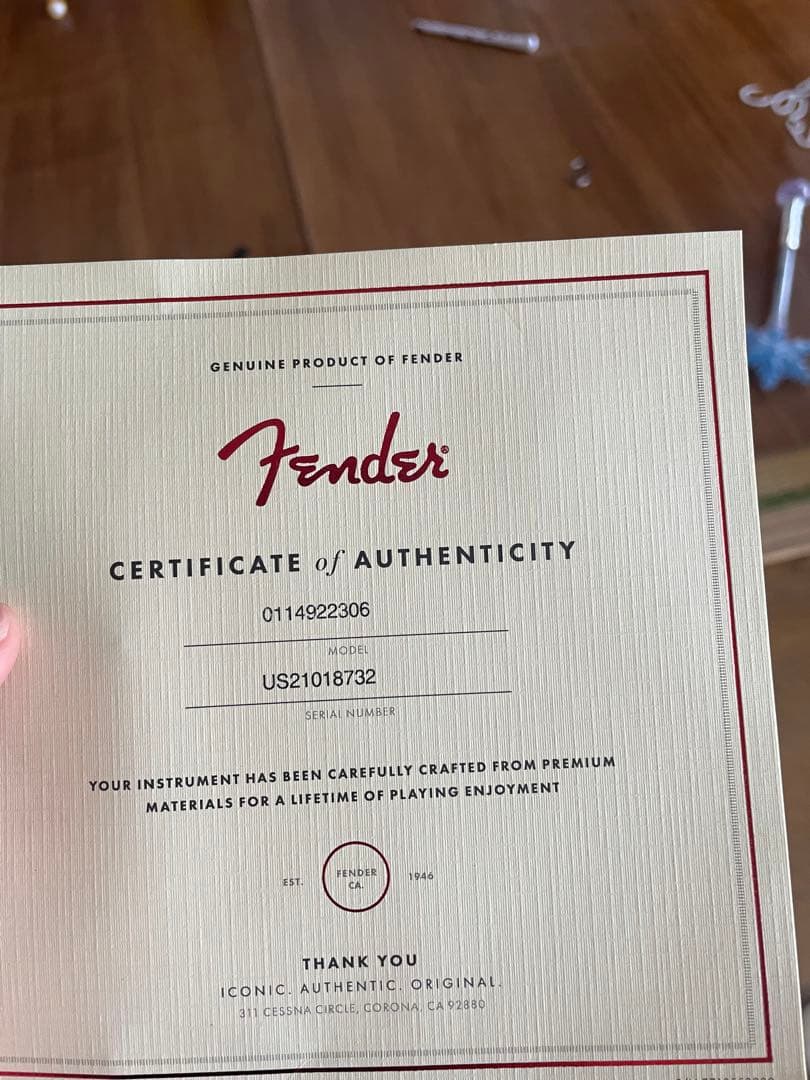 GENUINE PRODUCT OF FENDER
Fender®
CERTIFICATE of AUTHENTICITY
0114922306
MODEL
US21018732
SERIAL NUMBER
YOUR INSTRUMENT HAS BEEN CAREFULLY CRAFTED FROM PREMIUM
MATERIALS FOR A LIFETIME OF PLAYING ENJOYMENT
EST. FENDER CA. 1946
THANK YOU
ICONIC. AUTHENTIC. ORIGINAL.
311 CESSNA CIRCLE, CORONA, CA 92880